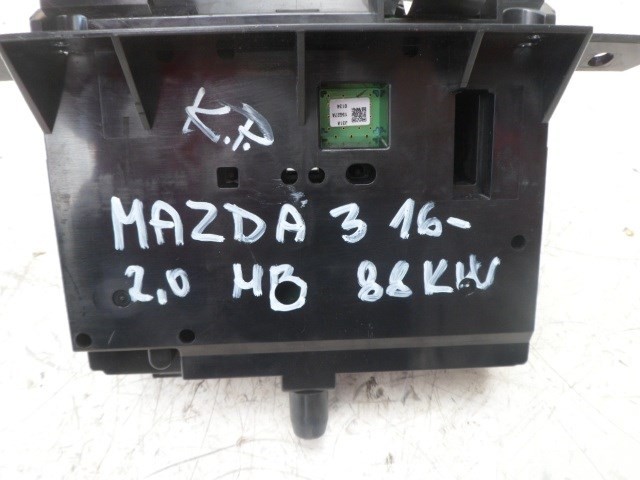 K.D
MAZDA 3 16-
2,0 HB 88KW